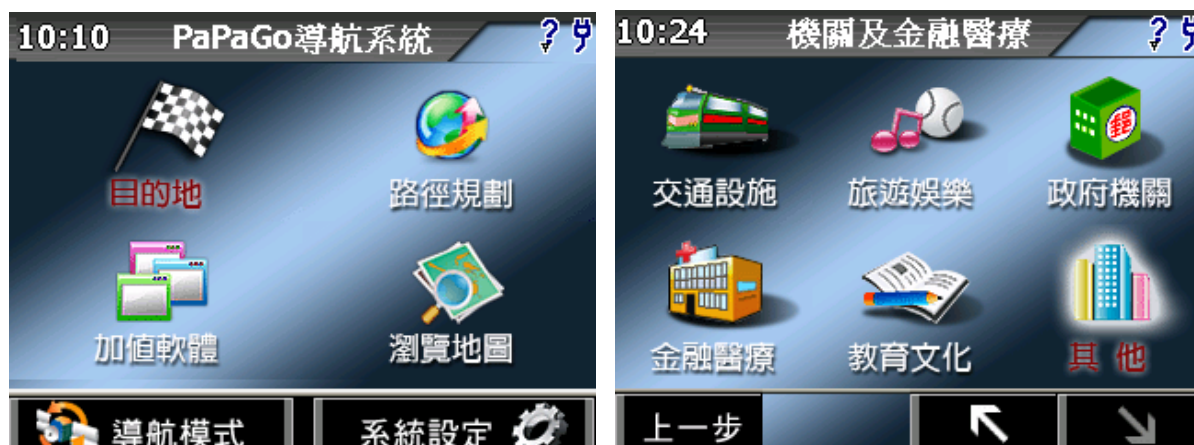 10:10 PaPaGo導航系統
目的地 路徑規劃
加值軟體 瀏覽地圖
導航模式 系統設定
10:24 機關及金融醫療
郵
交通設施 旅遊娛樂 政府機關
金融醫療 教育文化 其他
上一步